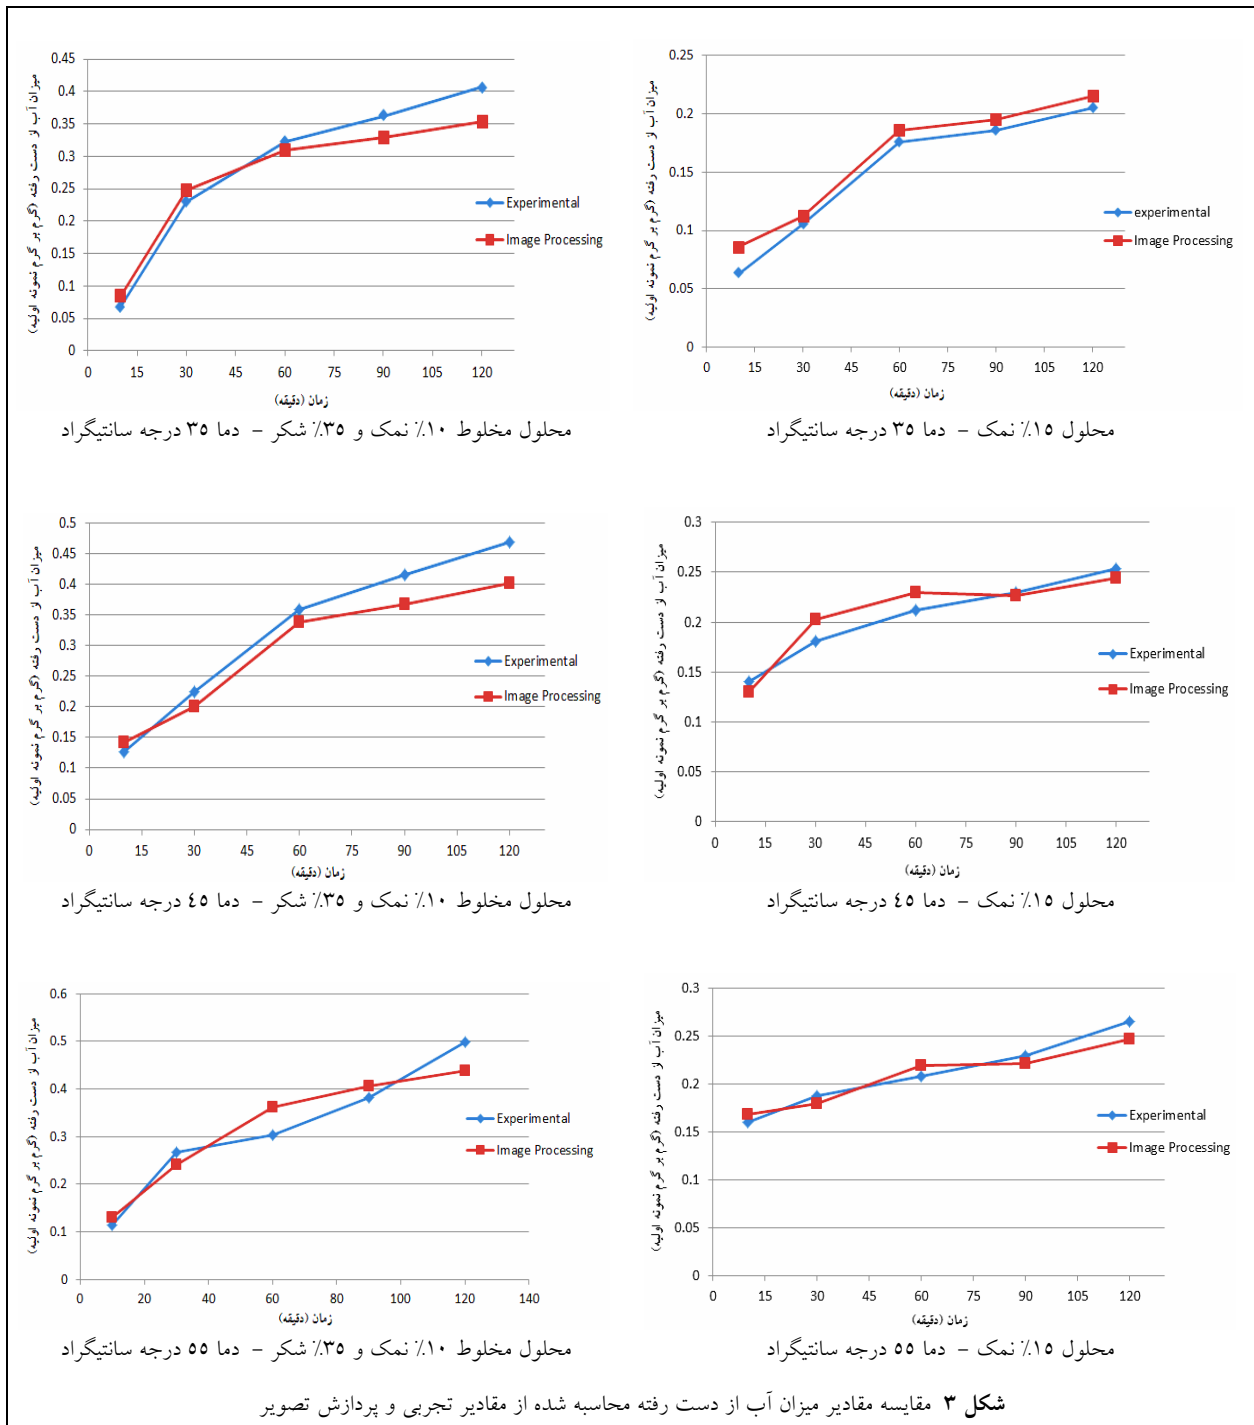 0.45
0.4
0.35
0.3
0.25
0.2
0.15
0.1
0.05
0
0 15 30 45 60 75 90 105 120
میزان آب از دست رفته (گرم بر گرم نمونه اولیه)
زمان (دقیقه)
Experimental
Image Processing
محلول مخلوط ۱۰٪ نمک و ۳۵٪ شکر – دما ۳۵ درجه سانتیگراد
0.25
0.2
0.15
0.1
0.05
0
0 15 30 45 60 75 90 105 120
میزان آب از دست رفته (گرم بر گرم نمونه اولیه)
زمان (دقیقه)
experimental
Image Processing
محلول ۱۵٪ نمک – دما ۳۵ درجه سانتیگراد
0.5
0.45
0.4
0.35
0.3
0.25
0.2
0.15
0.1
0.05
0
0 15 30 45 60 75 90 105 120
میزان آب از دست رفته (گرم بر گرم نمونه اولیه)
زمان (دقیقه)
Experimental
Image Processing
محلول مخلوط ۱۰٪ نمک و ۳۵٪ شکر – دما ٤٥ درجه سانتیگراد
0.3
0.25
0.2
0.15
0.1
0.05
0
0 15 30 45 60 75 90 105 120
میزان آب از دست رفته (گرم بر گرم نمونه اولیه)
زمان (دقیقه)
Experimental
Image Processing
محلول ۱۵٪ نمک – دما ٤٥ درجه سانتیگراد
0.6
0.5
0.4
0.3
0.2
0.1
0
0 20 40 60 80 100 120 140
میزان آب از دست رفته (گرم بر گرم نمونه اولیه)
زمان (دقیقه)
Experimental
Image Processing
محلول مخلوط ۱۰٪ نمک و ۳۵٪ شکر – دما ٥٥ درجه سانتیگراد
0.3
0.25
0.2
0.15
0.1
0.05
0
0 15 30 45 60 75 90 105 120
میزان آب از دست رفته (گرم بر گرم نمونه اولیه)
زمان (دقیقه)
Experimental
Image Processing
محلول ۱۵٪ نمک – دما ٥٥ درجه سانتیگراد
شکل ۳ مقایسه مقادیر میزان آب از دست رفته محاسبه شده از مقادیر تجربی و پردازش تصویر